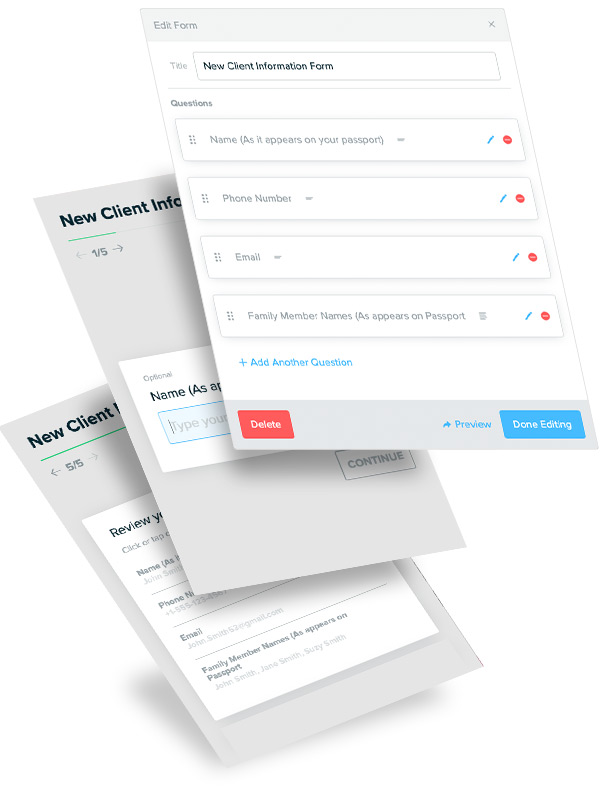 Edit Form
Title
New Client Information Form
Questions
Name (As it appears on your passport)
Phone Number
Email
Family Member Names (As appears on Passport
+ Add Another Question
Delete
Preview
Done Editing
New Client Info
1/5
Optional
Name (As ap
Type your
CONTINUE
New Client
5/5
Review yo
Click or tap
Name (As i
John Smi
Phone N
+1-555-123-456
Email
John Smith52@gmail.com
Family Member Names (As appears on
Passport
John Smith, Jane Smith, Suzy Smith